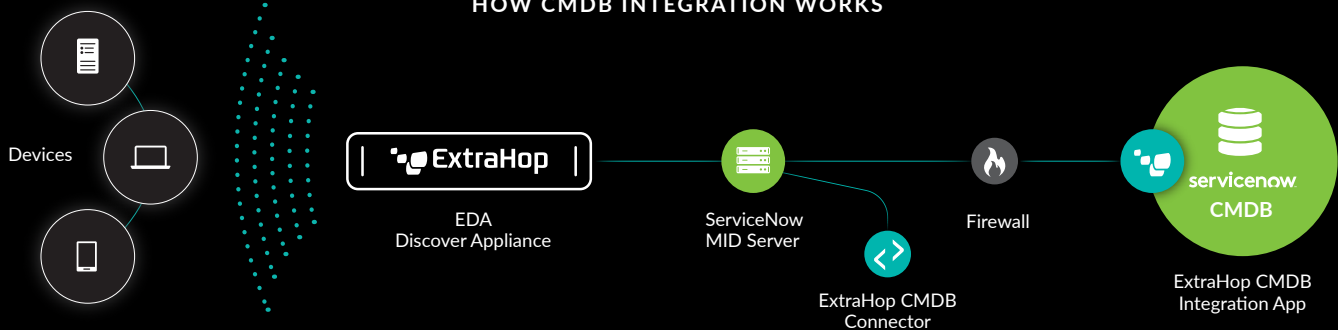 HOW CMDB INTEGRATION WORKS
Devices
ExtraHop
EDA
Discover Appliance
ServiceNow
MID Server
ExtraHop CMDB
Connector
Firewall
servicenow
CMDB
ExtraHop CMDB
Integration App